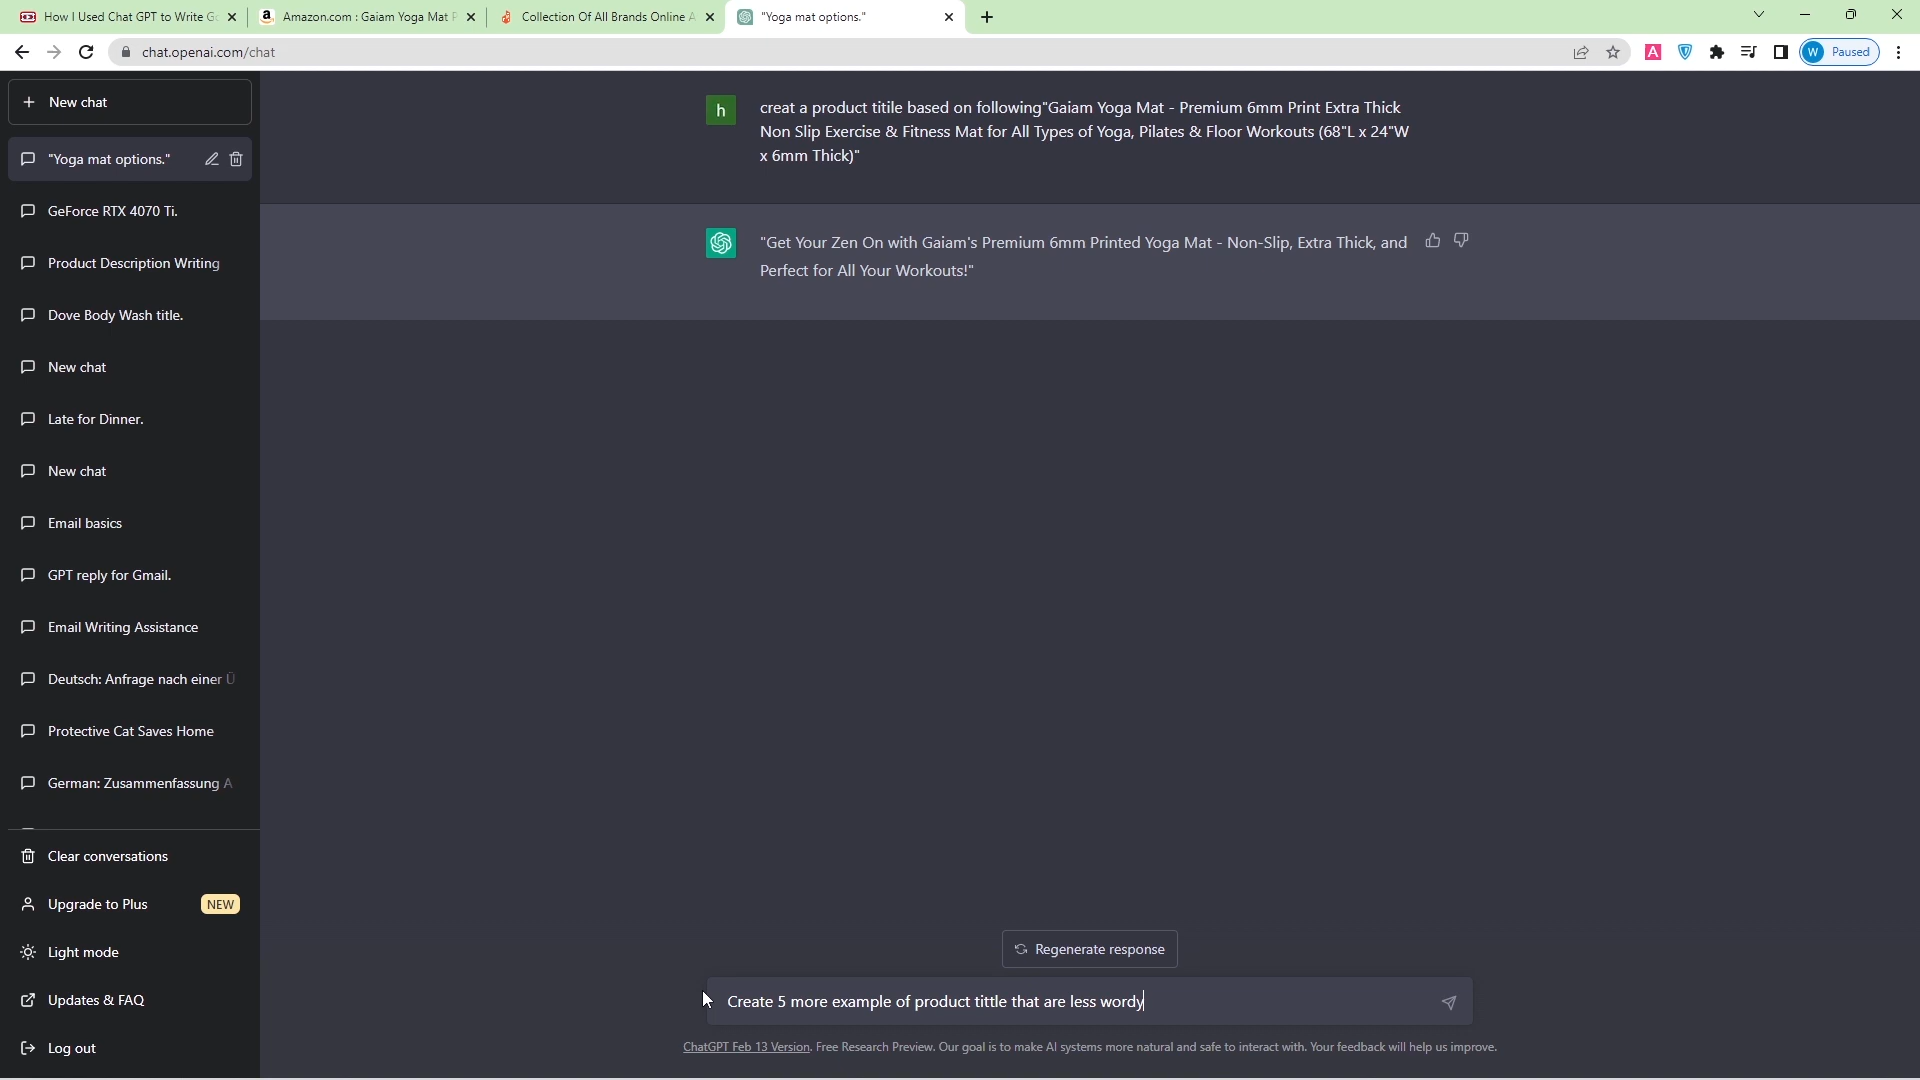 How I Used Chat GPT to Write Go
Amazon.com : Gaiam Yoga Mat P
Collection Of All Brands Online A
"Yoga mat options."
chat.openai.com/chat
A
W Paused
New chat
"Yoga mat options."
GeForce RTX 4070 Ti.
Product Description Writing
Dove Body Wash title.
New chat
Late for Dinner.
New chat
Email basics
GPT reply for Gmail.
Email Writing Assistance
Deutsch: Anfrage nach einer Ü
Protective Cat Saves Home
German: Zusammenfassung A
Clear conversations
Upgrade to Plus NEW
Light mode
Updates & FAQ
Log out
h
creat a product titile based on following"Gaiam Yoga Mat - Premium 6mm Print Extra Thick
Non Slip Exercise & Fitness Mat for All Types of Yoga, Pilates & Floor Workouts (68"L x 24"W
x 6mm Thick)"
"Get Your Zen On with Gaiam's Premium 6mm Printed Yoga Mat - Non-Slip, Extra Thick, and
Perfect for All Your Workouts!"
Regenerate response
Create 5 more example of product tittle that are less wordy
ChatGPT Feb 13 Version. Free Research Preview. Our goal is to make AI systems more natural and safe to interact with. Your feedback will help us improve.